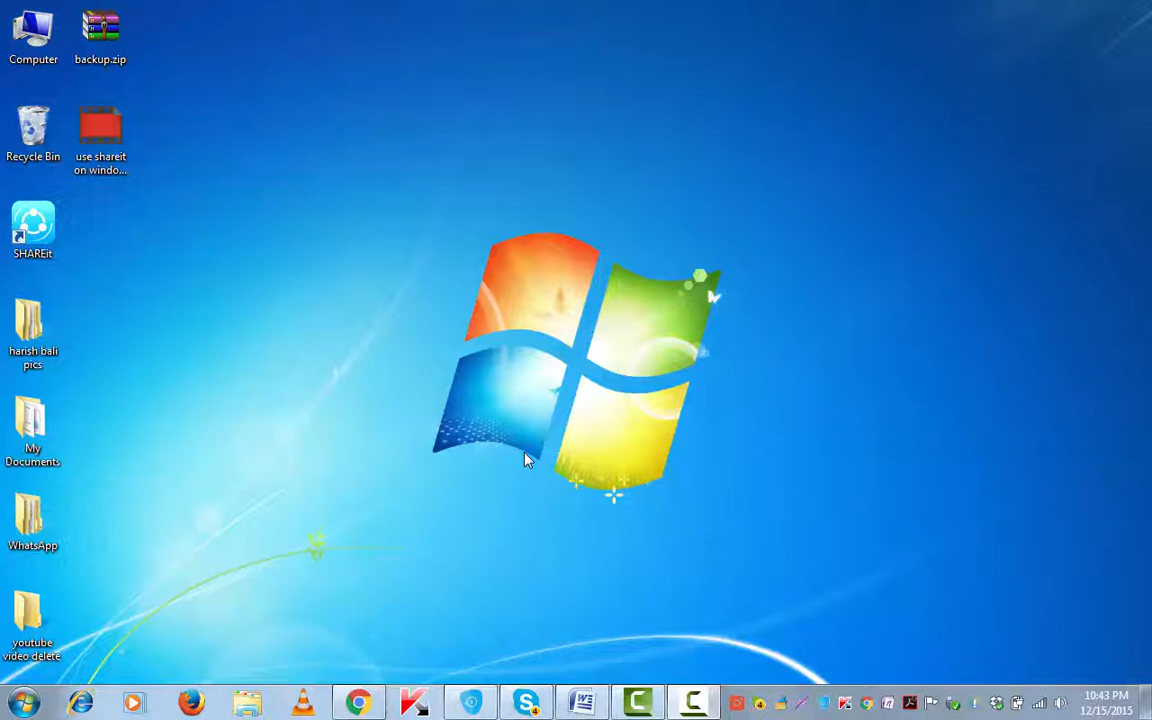 Computer
backup.zip
Recycle Bin
use shareit
on windo...
SHAREit
harish bali
pics
My
Documents
WhatsApp
youtube
video delete
10:43 PM
12/15/2015